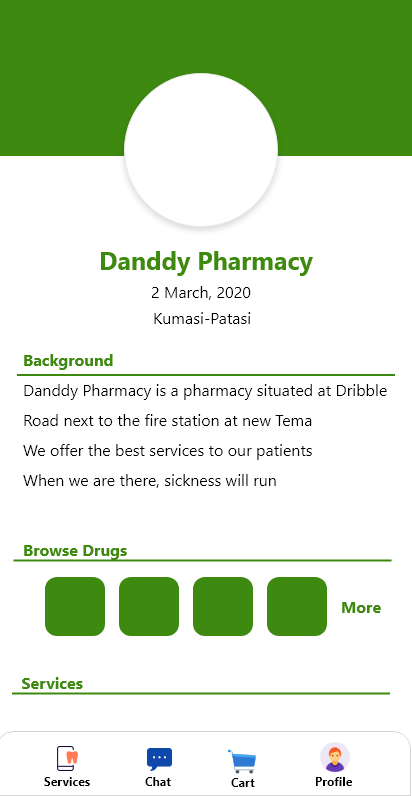 Danddy Pharmacy
2 March, 2020
Kumasi-Patasi
Background
Danddy Pharmacy is a pharmacy situated at Dribble
Road next to the fire station at new Tema
We offer the best services to our patients
When we are there, sickness will run
Browse Drugs
More
Services
Services Chat Cart Profile